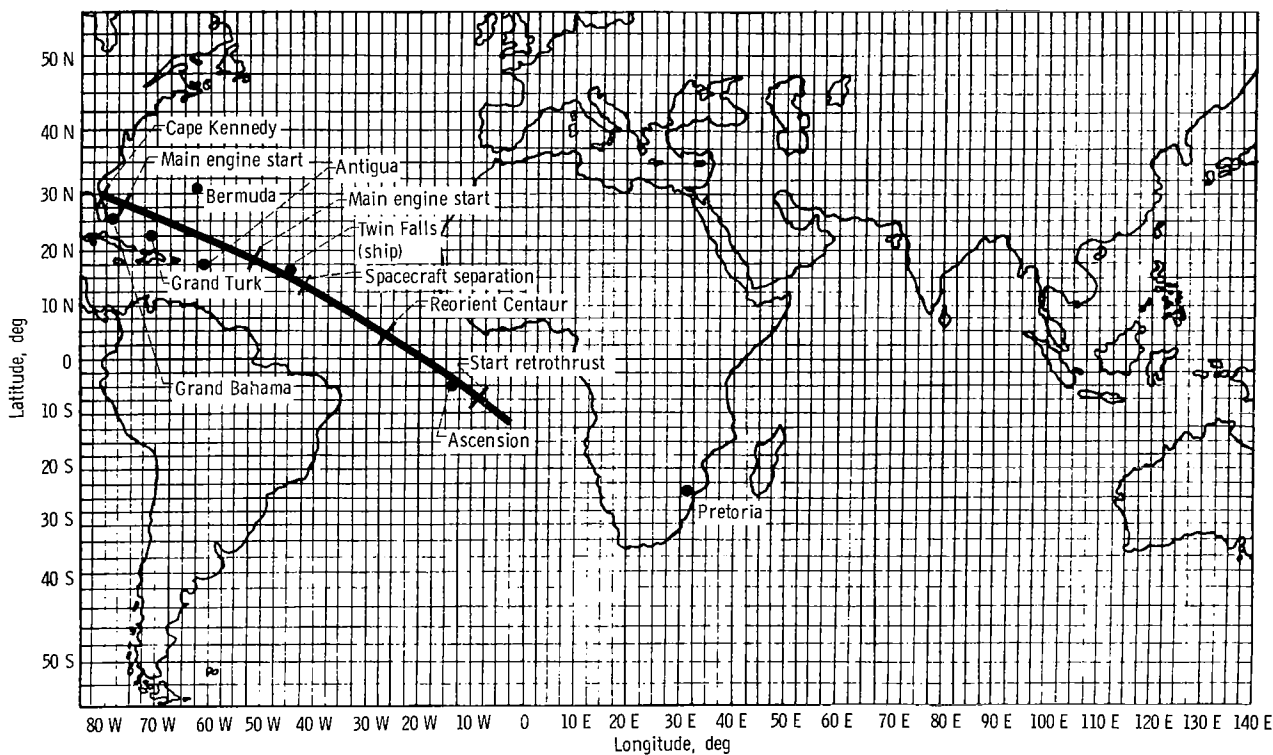 50 N
40 N
30 N
20 N
10 N
0
10 S
20 S
30 S
40 S
50 S
Latitude, deg
Cape Kennedy
Main engine start
Bermuda
Antigua
Main engine start
Twin Falls
(ship)
Grand Turk
Spacecraft separation
Reorient Centaur
Grand Bahama
Start retrothrust
Ascension
Pretoria
80 W 70 W 60 W 50 W 40 W 30 W 20 W 10 W 0 10 E 20 E 30 E 40 E 50 E 60 E 70 E 80 E 90 E 100 E 110 E 120 E 130 E 140 E
Longitude, deg